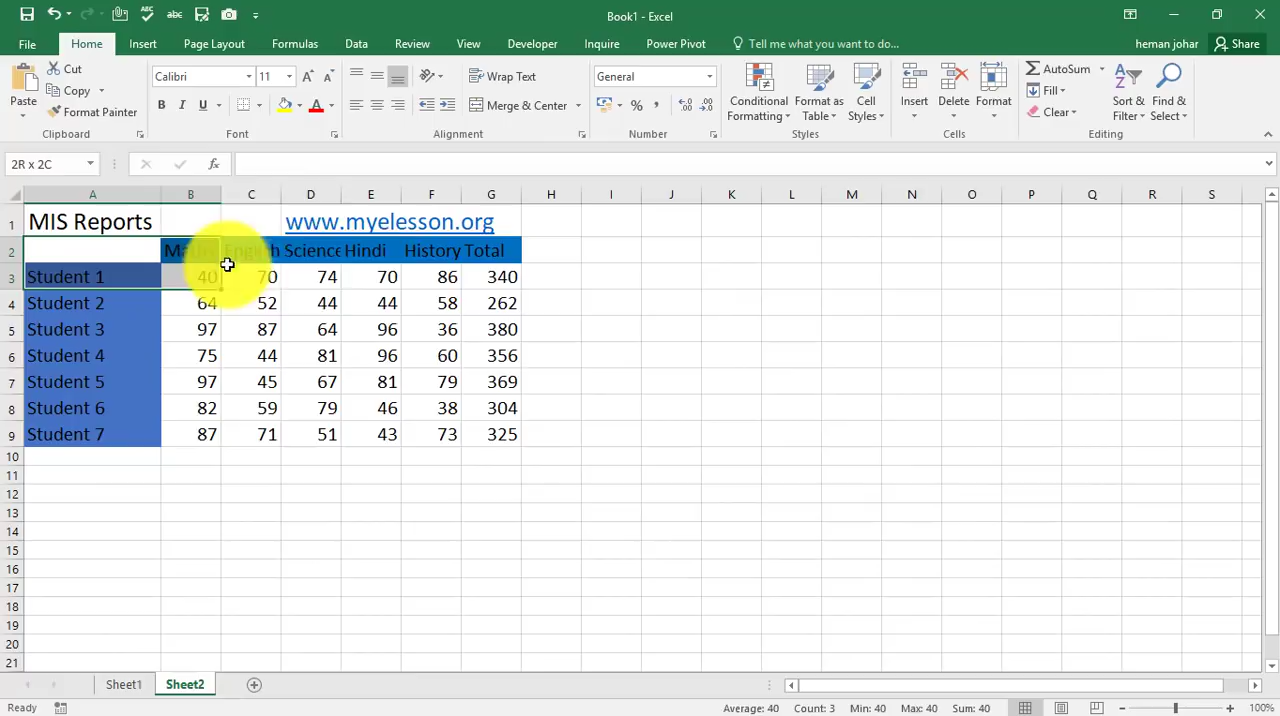 Book1 - Excel
File Home Insert Page Layout Formulas Data Review View Developer Inquire Power Pivot Tell me what you want to do... heman johar Share
Paste Cut Copy Format Painter Clipboard
Calibri 11 B I U A Font
Wrap Text Merge & Center Alignment
General % , Number
Conditional Formatting Format as Table Cell Styles Styles
Insert Delete Format Cells
AutoSum Fill Clear Sort & Filter Find & Select Editing
2R x 2C fx
A B C D E F G H I J K L M N O P Q R S
1 MIS Reports www.myelesson.org
2 Maths English Science Hindi History Total
3 Student 1 40 70 74 70 86 340
4 Student 2 64 52 44 44 58 262
5 Student 3 97 87 64 96 36 380
6 Student 4 75 44 81 96 60 356
7 Student 5 97 45 67 81 79 369
8 Student 6 82 59 79 46 38 304
9 Student 7 87 71 51 43 73 325
10
11
12
13
14
15
16
17
18
19
20
21
Sheet1 Sheet2
Ready Average: 40 Count: 3 Min: 40 Max: 40 Sum: 40 100%